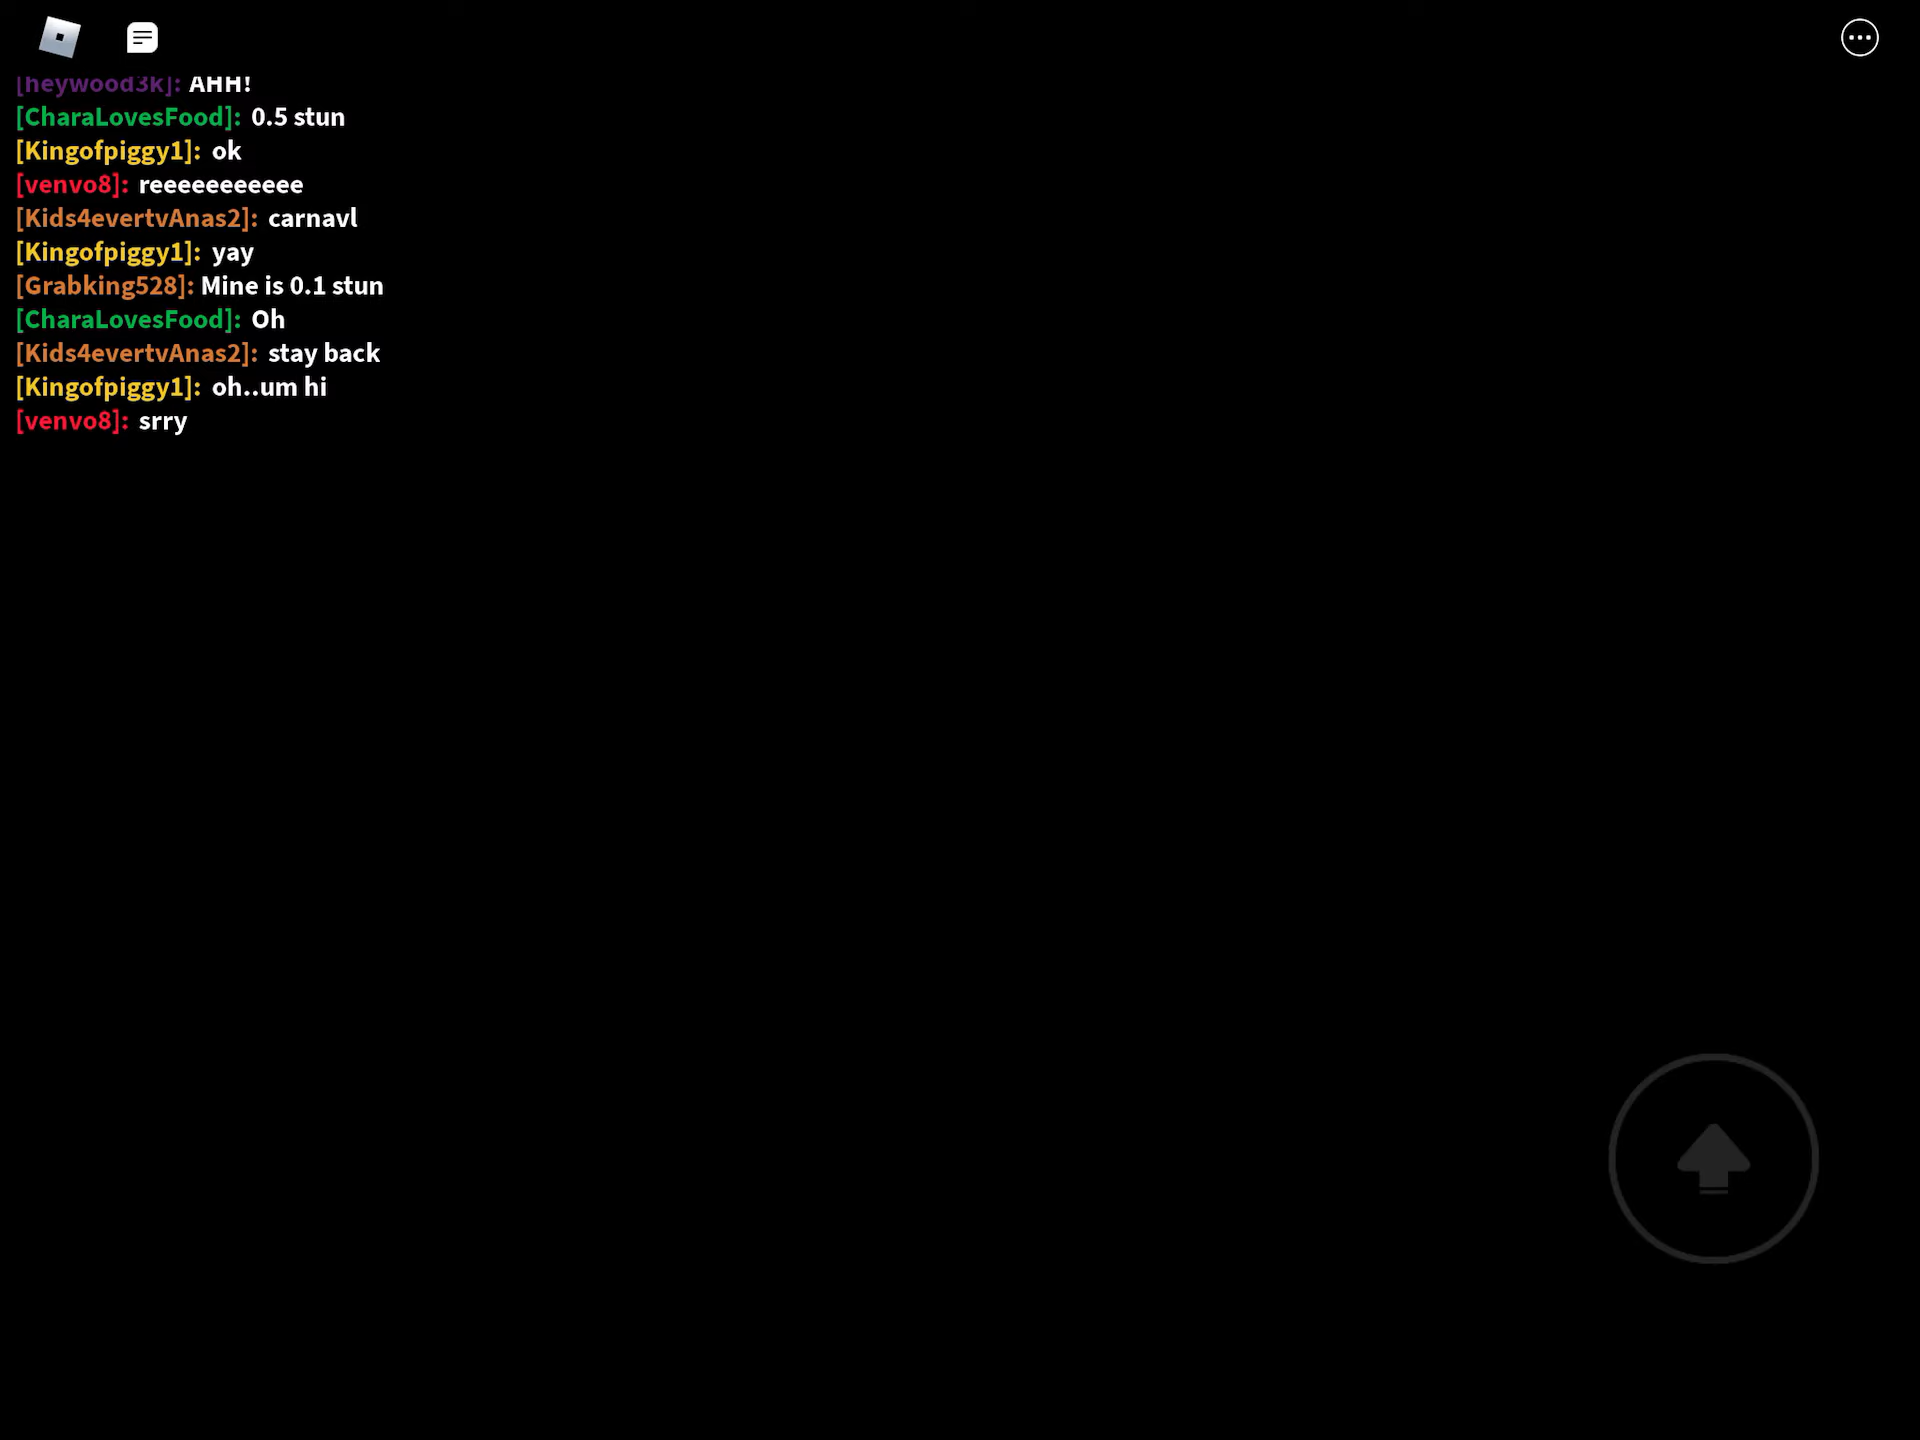 [heywood3k]: AHH!
[CharaLovesFood]: 0.5 stun
[Kingofpiggy1]: ok
[venvo8]: reeeeeeeeeee
[Kids4evertvAnas2]: carnavl
[Kingofpiggy1]: yay
[Grabking528]: Mine is 0.1 stun
[CharaLovesFood]: Oh
[Kids4evertvAnas2]: stay back
[Kingofpiggy1]: oh..um hi
[venvo8]: srry